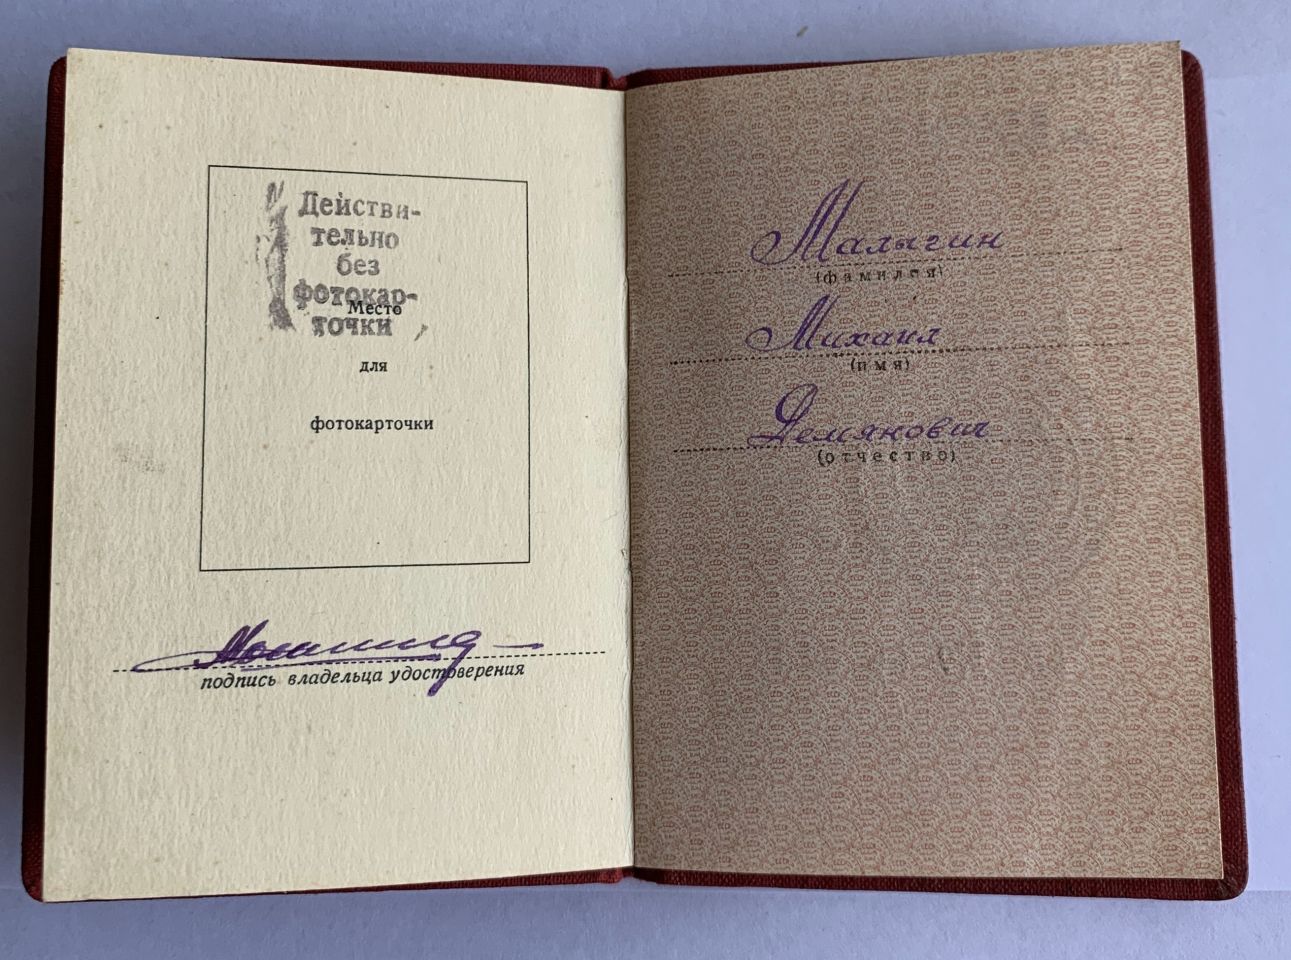 Действи-
тельно
без
фотокар-
точки
Место
для
фотокарточки
подпись владельца удостоверения
Малыгин
(фамилия)
Михаил
(имя)
Демянович
(отчество)